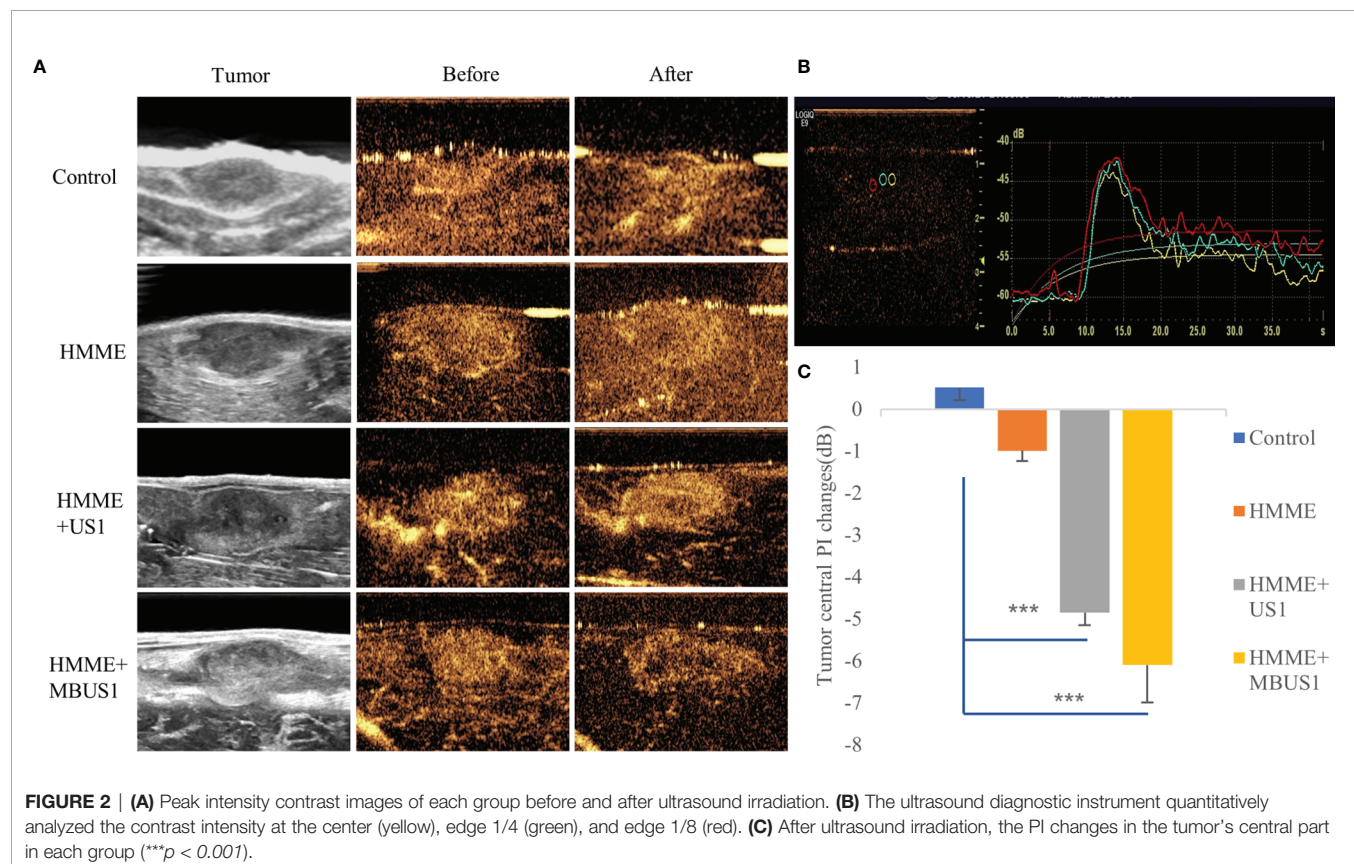 A
Tumor
Before
After
Control
HMME
HMME
+US1
HMME+
MBUS1
B
LOGIQ
E9
1
2
3
4
dB
-40
-45
-50
-55
-60
0.0 5.0 10.0 15.0 20.0 25.0 30.0 35.0 s
C
Tumor central PI changes(dB)
1
0
-1
-2
-3
-4
-5
-6
-7
-8
***
***
Control
HMME
HMME+
US1
HMME+
MBUS1
FIGURE 2 | (A) Peak intensity contrast images of each group before and after ultrasound irradiation. (B) The ultrasound diagnostic instrument quantitatively
analyzed the contrast intensity at the center (yellow), edge 1/4 (green), and edge 1/8 (red). (C) After ultrasound irradiation, the PI changes in the tumor's central part
in each group (***p < 0.001).